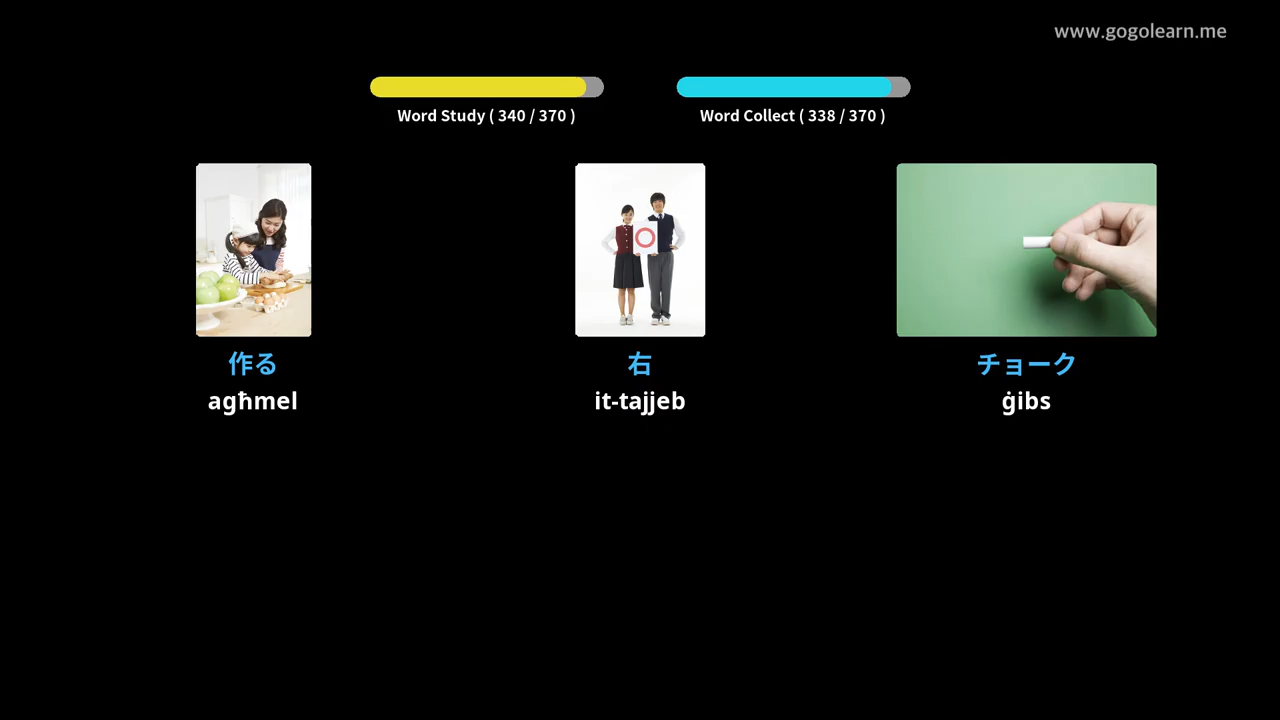 www.gogolearn.me
Word Study ( 340 / 370 )
Word Collect ( 338 / 370 )
作る
右
チョーク
agħmel
it-tajjeb
ġibs